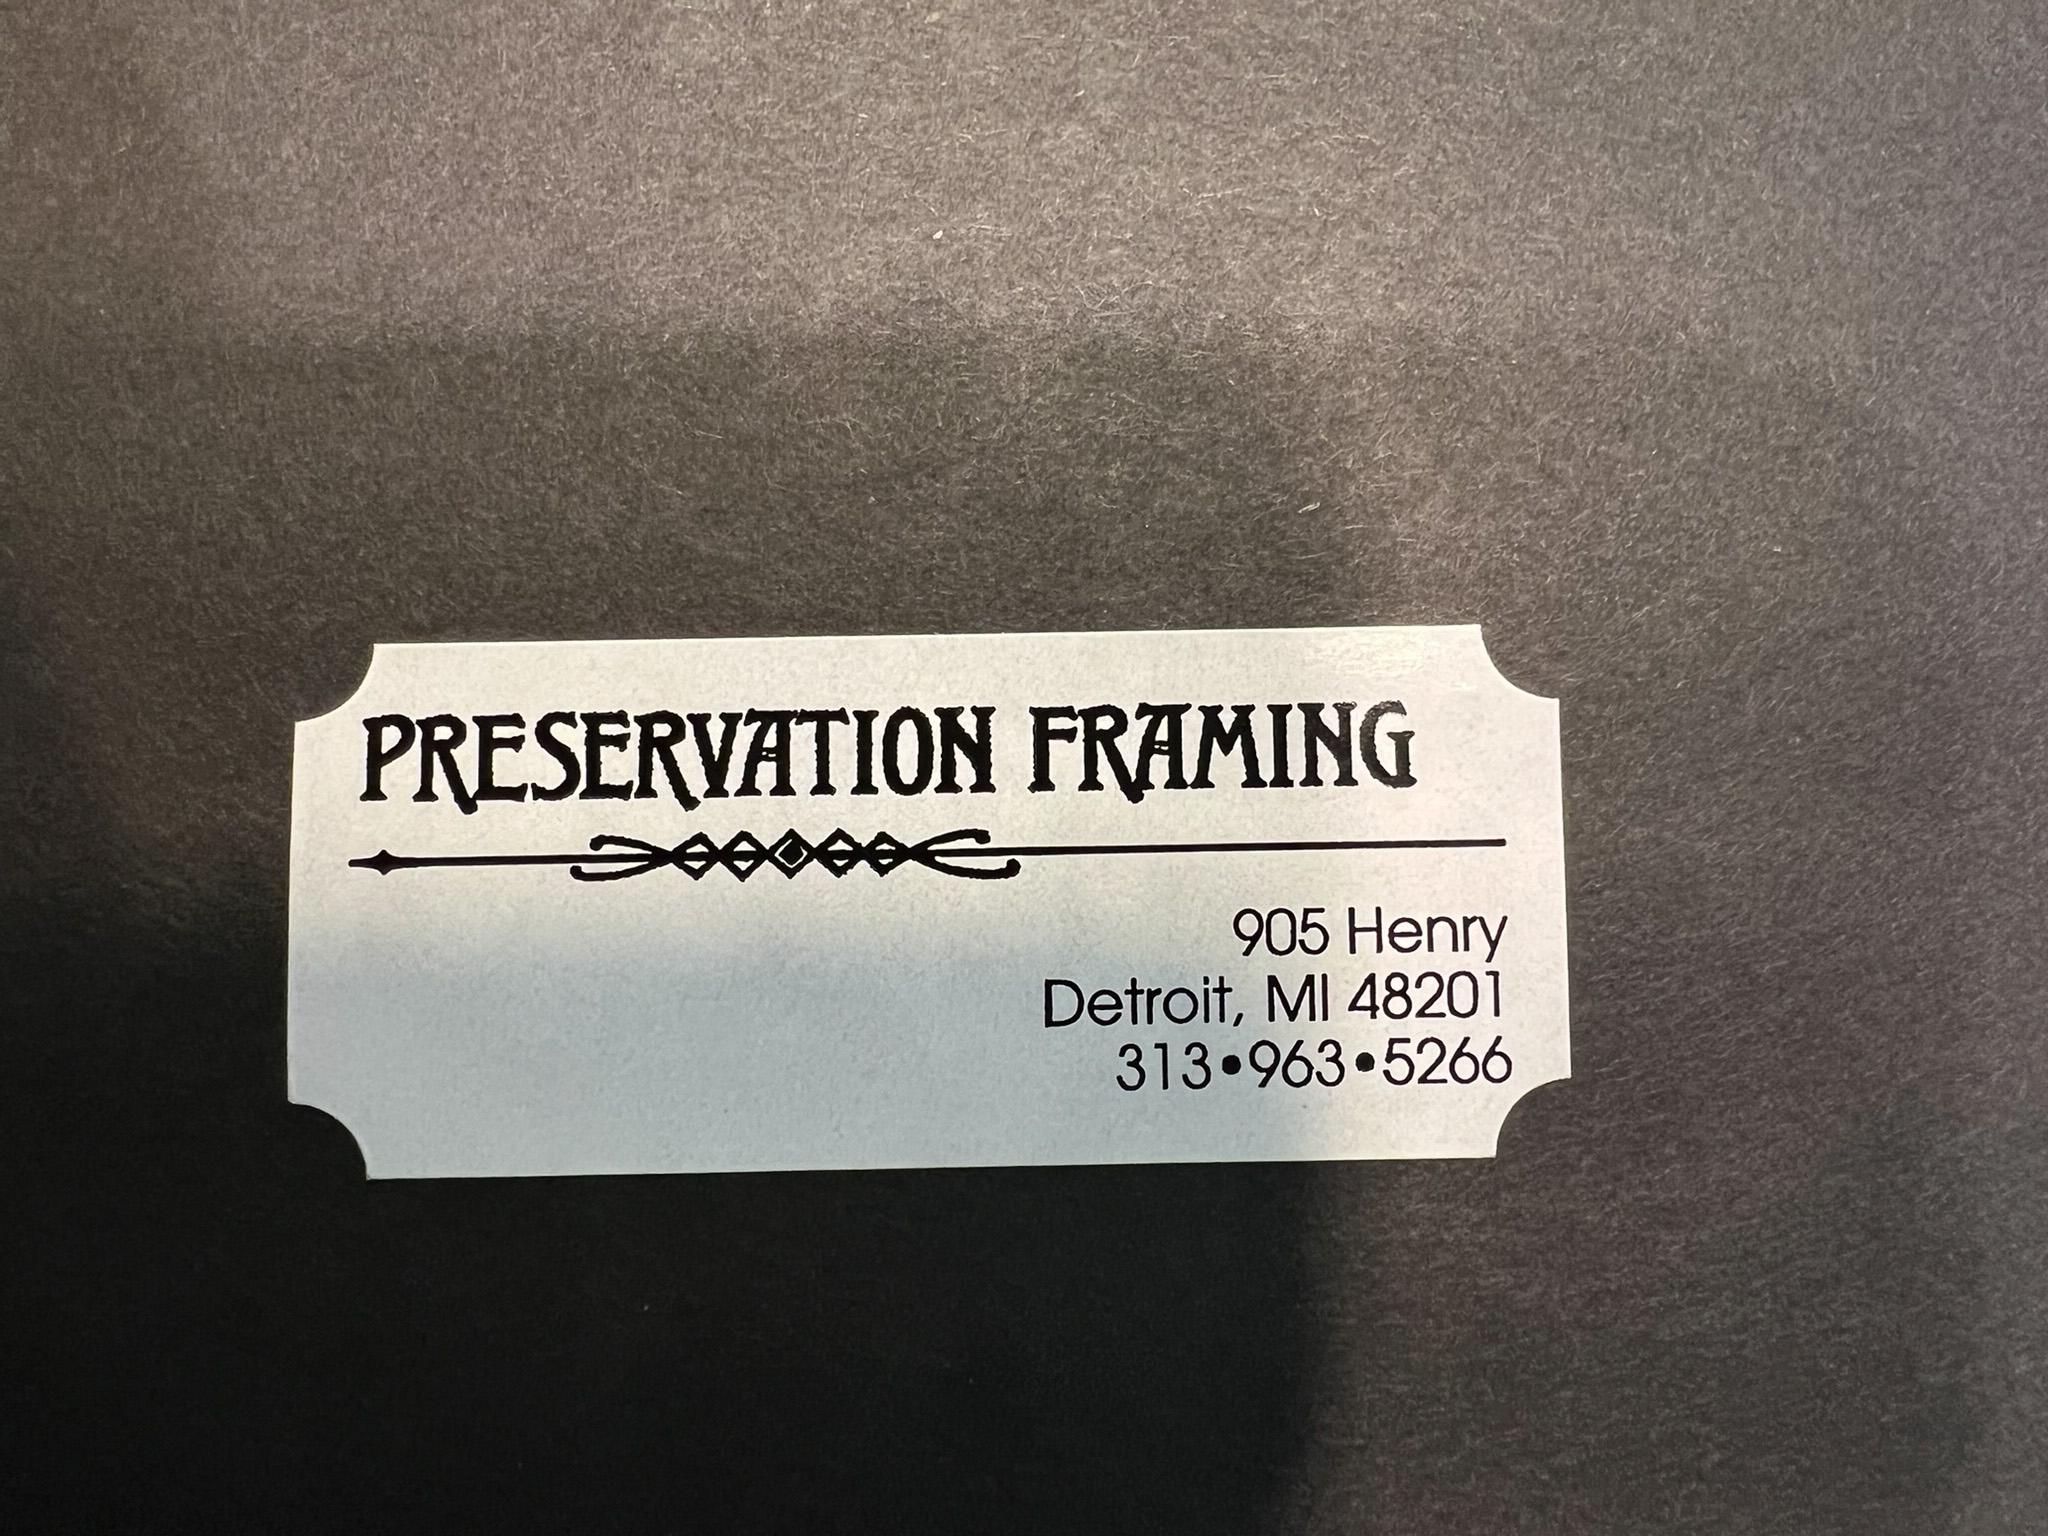 PRESERVATION FRAMING
905 Henry
Detroit, MI 48201
313•963•5266